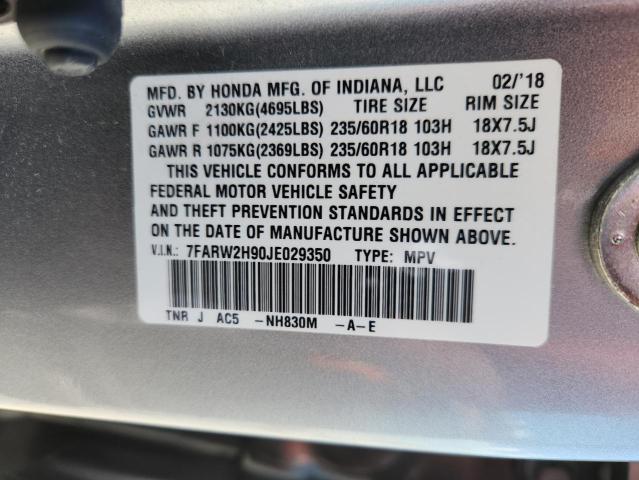 MFD. BY HONDA MFG. OF INDIANA, LLC 02/'18
GVWR 2130KG(4695LBS) TIRE SIZE RIM SIZE
GAWR F 1100KG(2425LBS) 235/60R18 103H 18X7.5J
GAWR R 1075KG(2369LBS) 235/60R18 103H 18X7.5J
THIS VEHICLE CONFORMS TO ALL APPLICABLE
FEDERAL MOTOR VEHICLE SAFETY
AND THEFT PREVENTION STANDARDS IN EFFECT
ON THE DATE OF MANUFACTURE SHOWN ABOVE.
V.I.N.: 7FARW2H90JE029350 TYPE: MPV
TNR J AC5 -NH830M -A-E